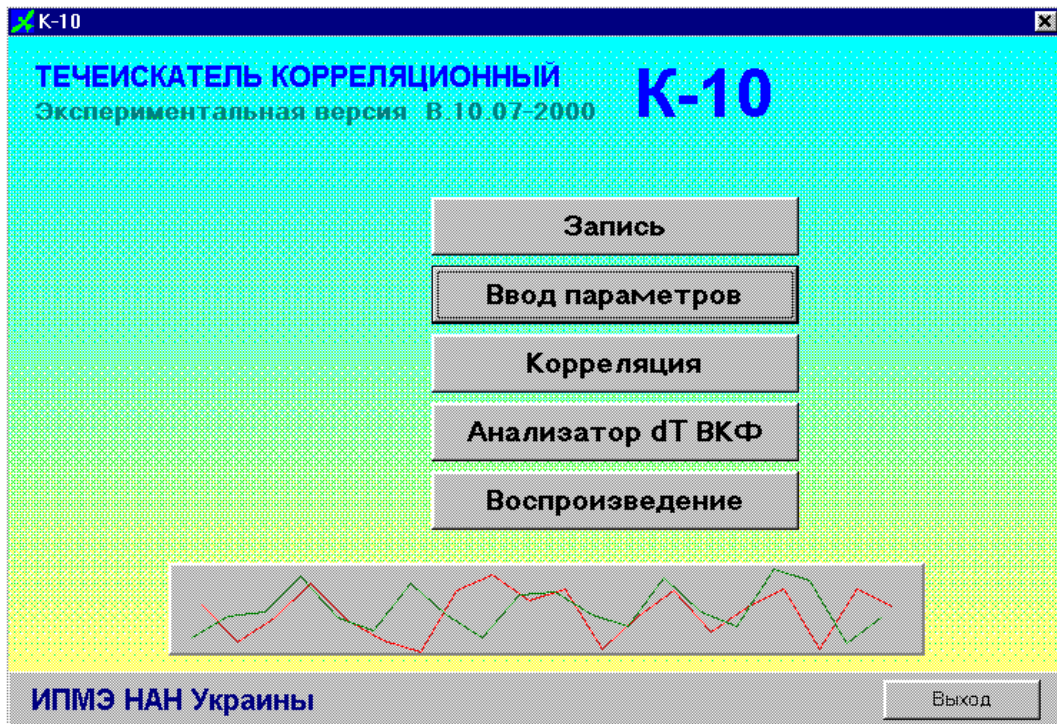 К-10
ТЕЧЕИСКАТЕЛЬ КОРРЕЛЯЦИОННЫЙ
К-10
Экспериментальная версия В.10.07-2000
Запись
Ввод параметров
Корреляция
Анализатор dT ВКФ
Воспроизведение
ИПМЭ НАН Украины
Выход